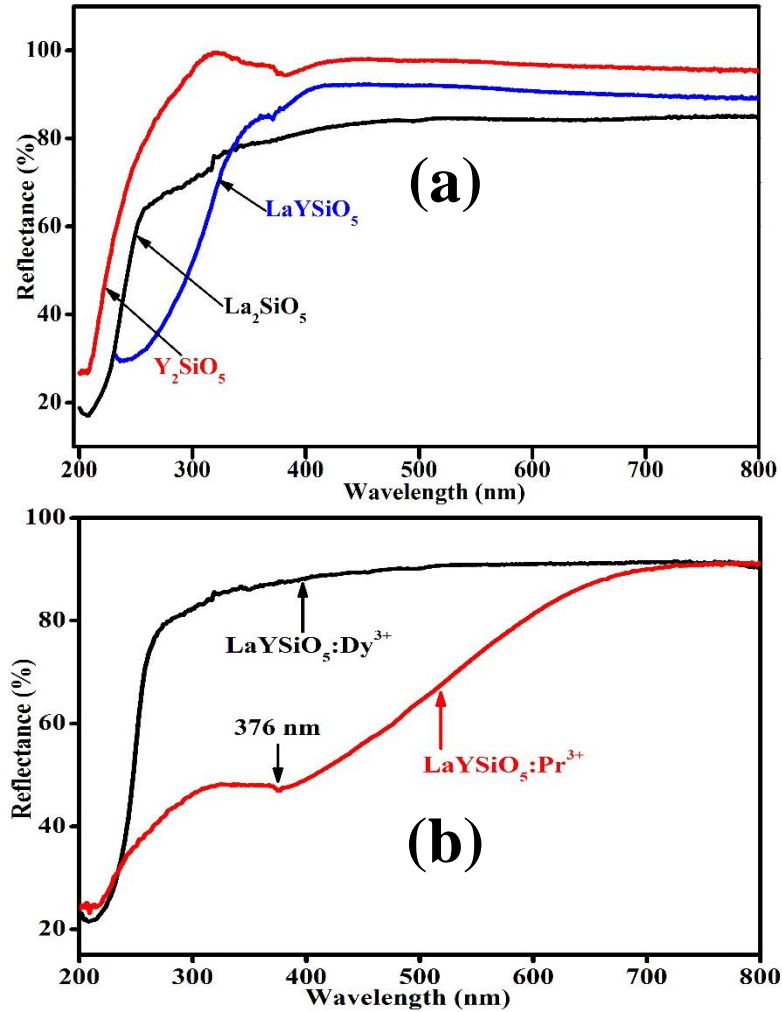 100
80
60
40
20
Reflectance (%)
(a)
LaYSiO₅
La₂SiO₅
Y₂SiO₅
200 300 400 500 600 700 800
Wavelength (nm)
100
80
60
40
20
Reflectance (%)
LaYSiO₅:Dy³⁺
376 nm
LaYSiO₅:Pr³⁺
(b)
200 300 400 500 600 700 800
Wavelength (nm)